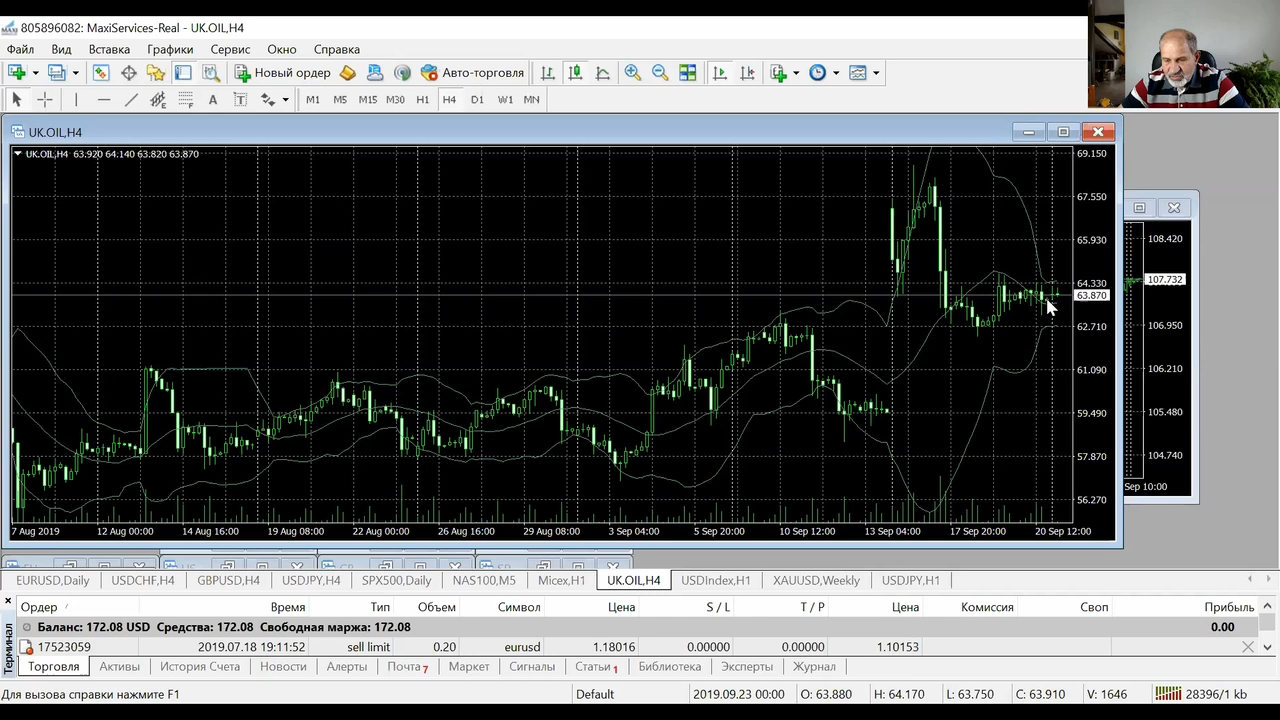 805896082: MaxiServices-Real - UK.OIL,H4
Файл Вид Вставка Графики Сервис Окно Справка
Новый ордер Авто-торговля
M1 M5 M15 M30 H1 H4 D1 W1 MN
UK.OIL,H4
UK.OIL,H4 63.920 64.140 63.820 63.870
69.150
67.550
65.930
64.330
63.870
62.710
61.090
59.490
57.870
56.270
108.420
107.732
106.950
106.210
105.480
104.740
Sep 10:00
7 Aug 2019 12 Aug 00:00 14 Aug 16:00 19 Aug 08:00 22 Aug 00:00 26 Aug 16:00 29 Aug 08:00 3 Sep 04:00 5 Sep 20:00 10 Sep 12:00 13 Sep 04:00 17 Sep 20:00 20 Sep 12:00
EURUSD,Daily USDCHF,H4 GBPUSD,H4 USDJPY,H4 SPX500,Daily NAS100,M5 Micex,H1 UK.OIL,H4 USDIndex,H1 XAUUSD,Weekly USDJPY,H1
Ордер / Время Тип Объем Символ Цена S / L T / P Цена Комиссия Своп Прибыль
Баланс: 172.08 USD Средства: 172.08 Свободная маржа: 172.08 0.00
17523059 2019.07.18 19:11:52 sell limit 0.20 eurusd 1.18016 0.00000 0.00000 1.10153
Терминал
Торговля Активы История Счета Новости Алерты Почта 7 Маркет Сигналы Статьи 1 Библиотека Эксперты Журнал
Для вызова справки нажмите F1 Default 2019.09.23 00:00 O: 63.880 H: 64.170 L: 63.750 C: 63.910 V: 1646 28396/1 kb